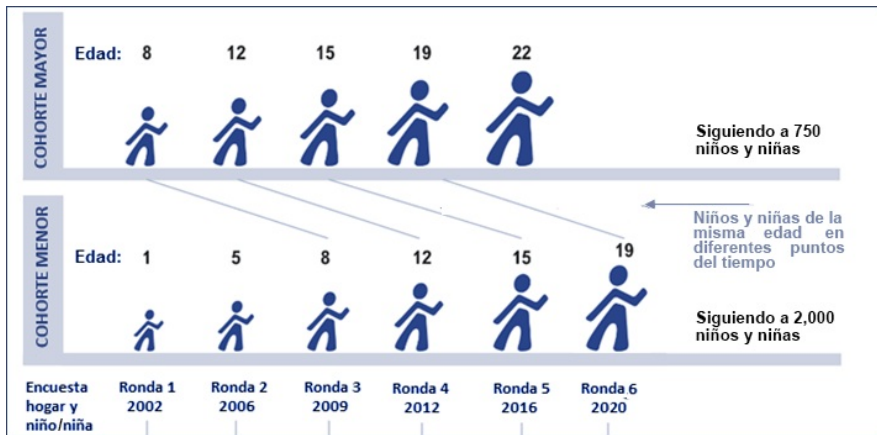 COHORTE MAYOR
Edad: 8 12 15 19 22
Siguiendo a 750
niños y niñas
COHORTE MENOR
Edad: 1 5 8 12 15 19
Niños y niñas de la
misma edad en
diferentes puntos
del tiempo
Siguiendo a 2,000
niños y niñas
Encuesta
hogar y
niño/niña
Ronda 1
2002
Ronda 2
2006
Ronda 3
2009
Ronda 4
2012
Ronda 5
2016
Ronda 6
2020